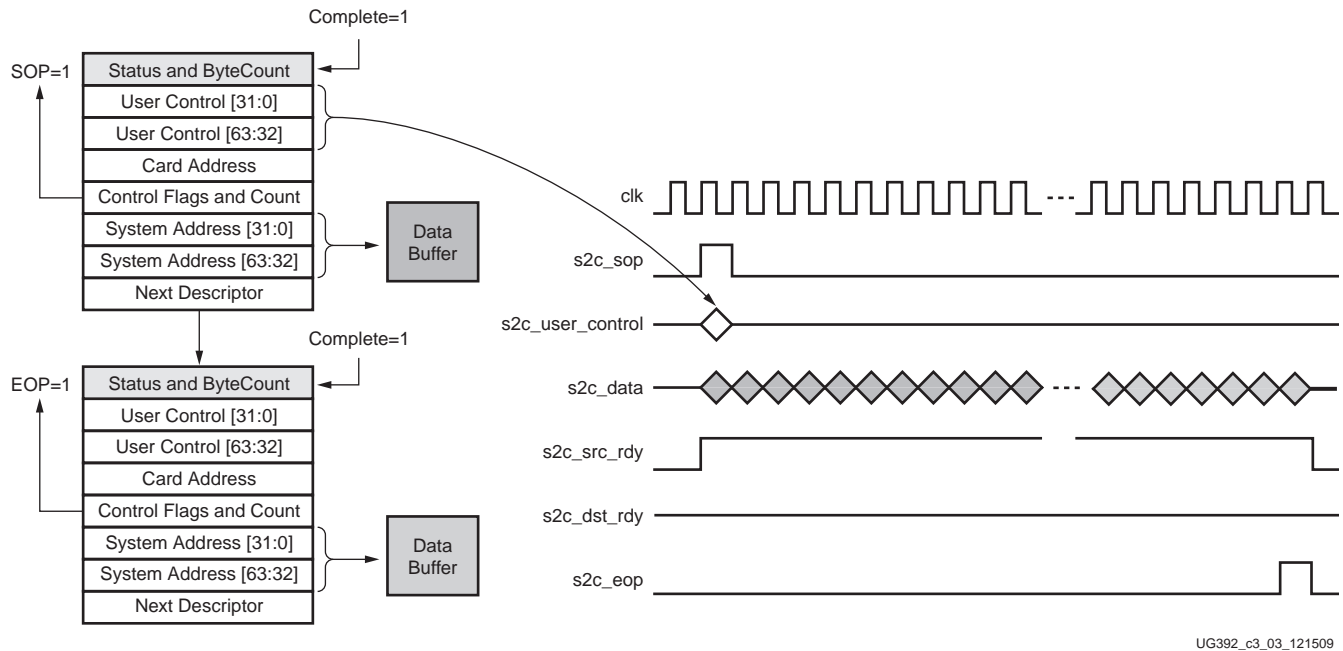 Complete=1
SOP=1
Status and ByteCount
User Control [31:0]
User Control [63:32]
Card Address
Control Flags and Count
System Address [31:0]
System Address [63:32]
Next Descriptor
Data
Buffer
Complete=1
EOP=1
Status and ByteCount
User Control [31:0]
User Control [63:32]
Card Address
Control Flags and Count
System Address [31:0]
System Address [63:32]
Next Descriptor
Data
Buffer
clk
s2c_sop
s2c_user_control
s2c_data
s2c_src_rdy
s2c_dst_rdy
s2c_eop
UG392_c3_03_121509